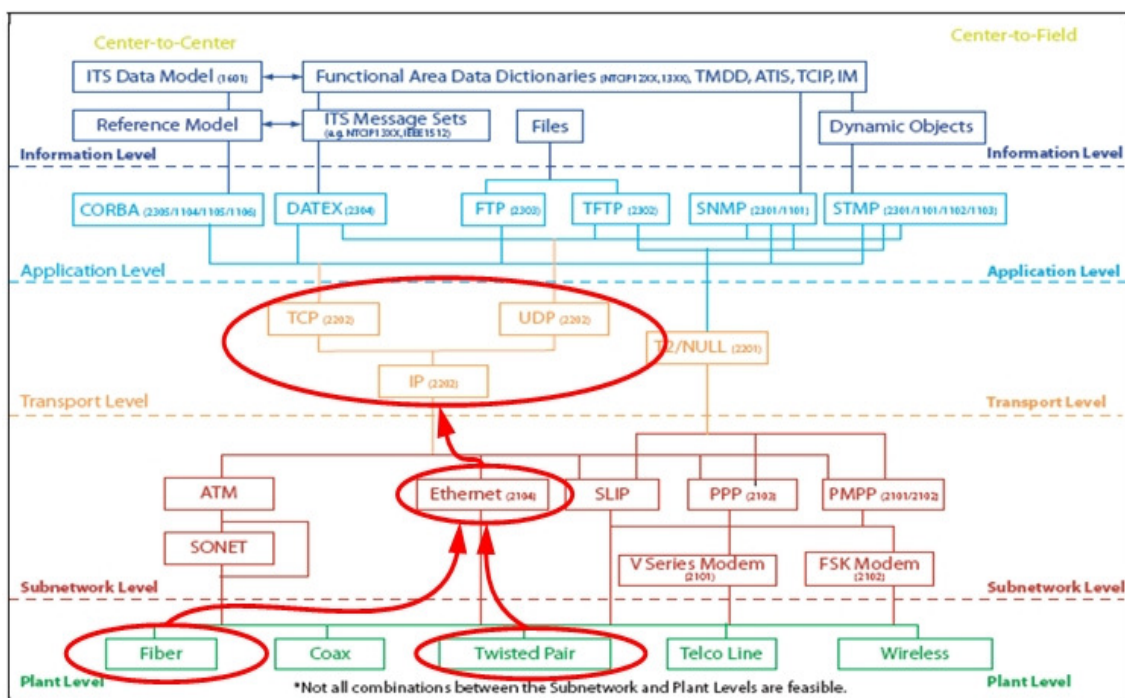 Center-to-Center
Center-to-Field
ITS Data Model (1601)
Functional Area Data Dictionaries (NTCIP12XX, 13XX), TMDD, ATIS, TCIP, IM
Reference Model
ITS Message Sets
(e.g. NTCIP13XX, IEEE1512)
Files
Dynamic Objects
Information Level
Information Level
CORBA (2305/1104/1105/1106)
DATEX (2304)
FTP (2303)
TFTP (2302)
SNMP (2301/1101)
STMP (2301/1101/1102/1103)
Application Level
Application Level
TCP (2202)
UDP (2202)
T2/NULL (2201)
IP (2202)
Transport Level
Transport Level
ATM
Ethernet (2104)
SLIP
PPP (2103)
PMPP (2101/2102)
SONET
V Series Modem
(2101)
FSK Modem
(2102)
Subnetwork Level
Subnetwork Level
Fiber
Coax
Twisted Pair
Telco Line
Wireless
Plant Level
*Not all combinations between the Subnetwork and Plant Levels are feasible.
Plant Level